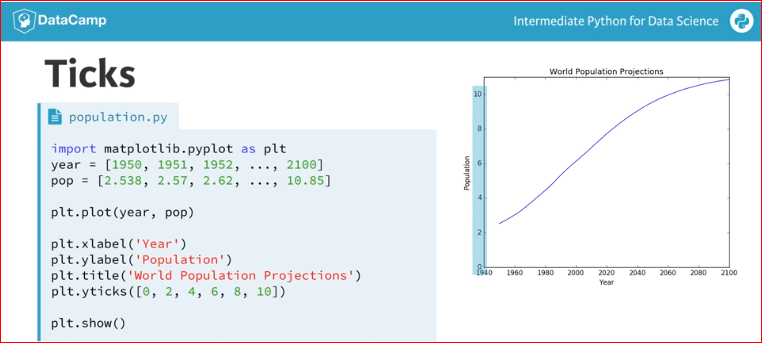 DataCamp
Intermediate Python for Data Science
Ticks
population.py
import matplotlib.pyplot as plt
year = [1950, 1951, 1952, ..., 2100]
pop = [2.538, 2.57, 2.62, ..., 10.85]
plt.plot(year, pop)
plt.xlabel('Year')
plt.ylabel('Population')
plt.title('World Population Projections')
plt.yticks([0, 2, 4, 6, 8, 10])
plt.show()
World Population Projections
10
8
6
4
2
0
Population
1940 1960 1980 2000 2020 2040 2060 2080 2100
Year